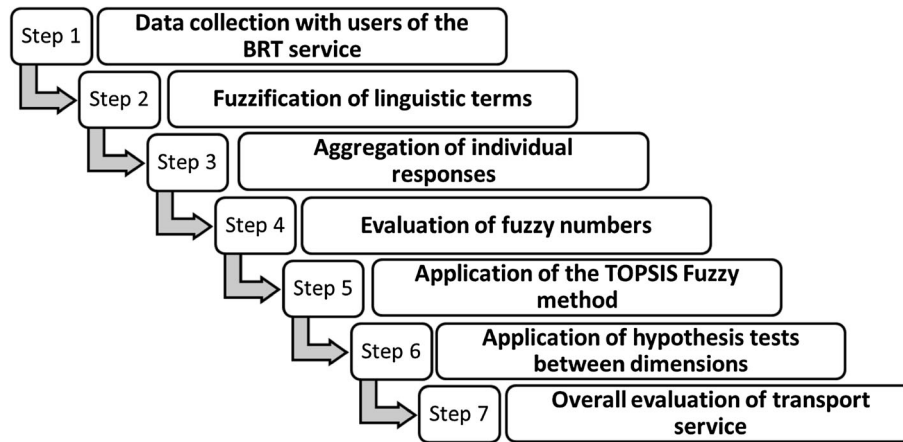 Step 1
Data collection with users of the
BRT service
Step 2
Fuzzification of linguistic terms
Step 3
Aggregation of individual
responses
Step 4
Evaluation of fuzzy numbers
Step 5
Application of the TOPSIS Fuzzy
method
Step 6
Application of hypothesis tests
between dimensions
Step 7
Overall evaluation of transport
service